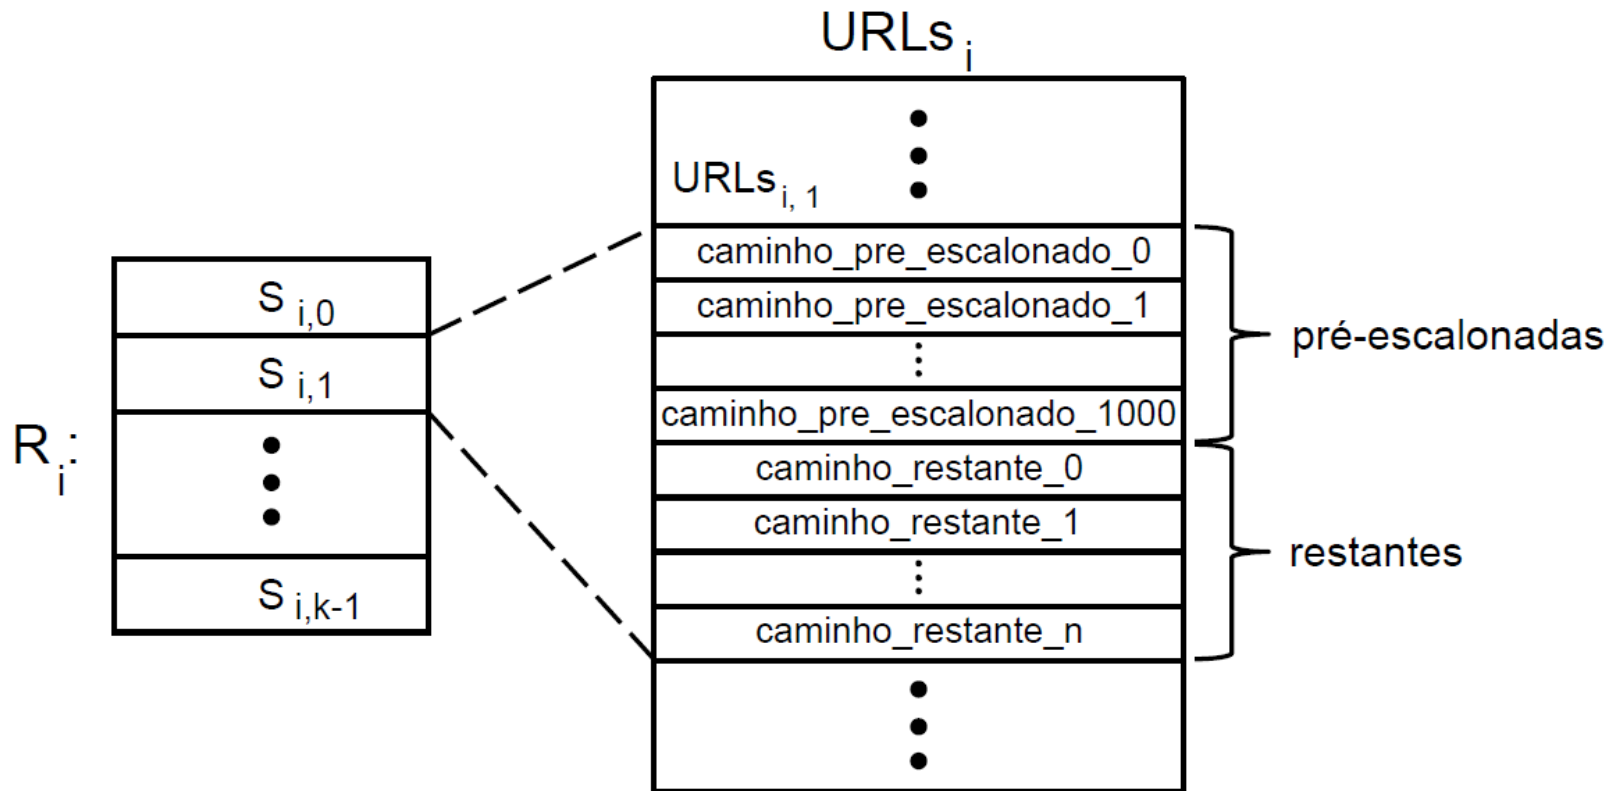 URLs i
URLs i, 1
caminho_pre_escalonado_0
caminho_pre_escalonado_1
caminho_pre_escalonado_1000
pré-escalonadas
caminho_restante_0
caminho_restante_1
caminho_restante_n
restantes
R i:
S i,0
S i,1
S i,k-1